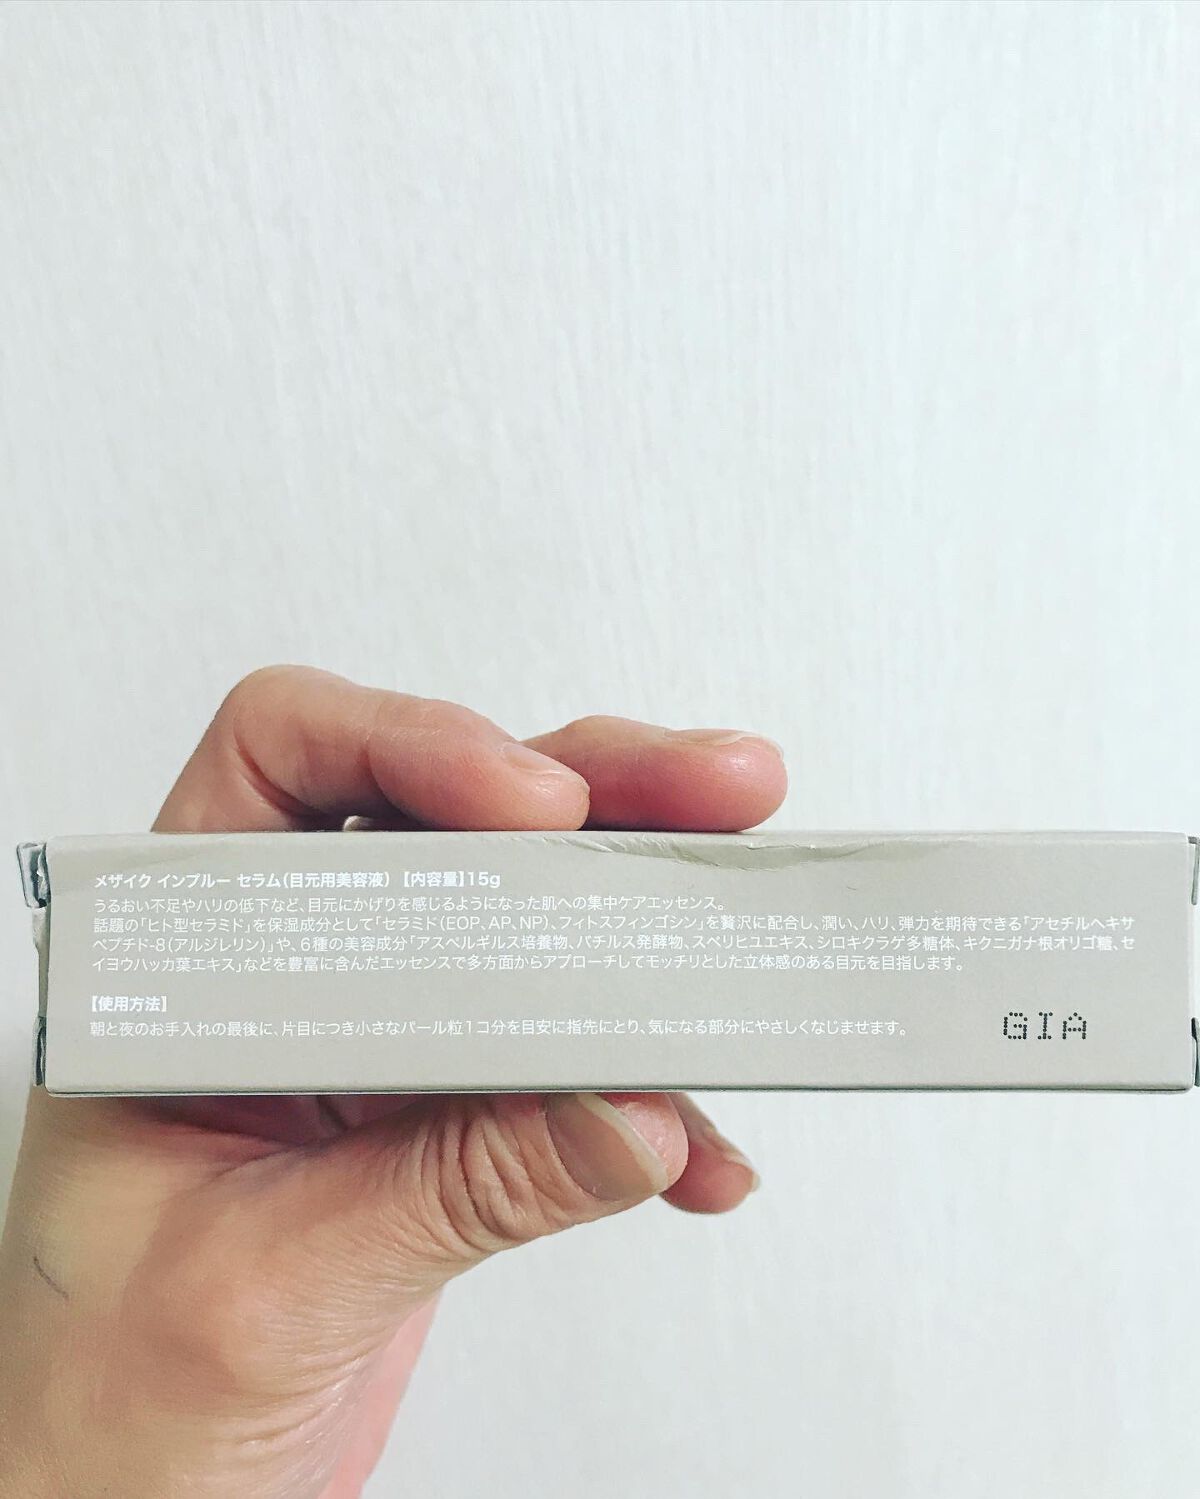 メザイク インプルー セラム（目元用美容液）【内容量】15g
うるおい不足やハリの低下など、目元にかげりを感じるようになった肌への集中ケアエッセンス。
話題の「ヒト型セラミド」を保湿成分として「セラミド（EOP、AP、NP）、フィトスフィンゴシン」を贅沢に配合し、潤い、ハリ、弾力を期待できる「アセチルヘキサ
ペプチド-8（アルジレリン）」や、6種の美容成分「アスペルギルス培養物、バチルス発酵物、スベリヒユエキス、シロキクラゲ多糖体、キクニガナ根オリゴ糖、セ
イヨウハッカ葉エキス」などを豊富に含んだエッセンスで多方面からアプローチしてモッチリとした立体感のある目元を目指します。
【使用方法】
朝と夜のお手入れの最後に、片目につき小さなパール粒1コ分を目安に指先にとり、気になる部分にやさしくなじませます。
GIA